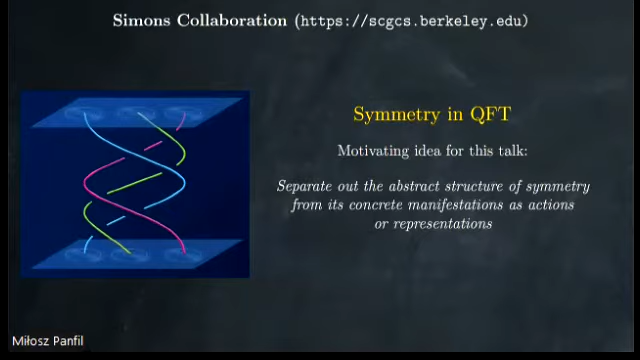 Simons Collaboration (https://scgcs.berkeley.edu)
Symmetry in QFT
Motivating idea for this talk:
Separate out the abstract structure of symmetry
from its concrete manifestations as actions
or representations
Miłosz Panfil